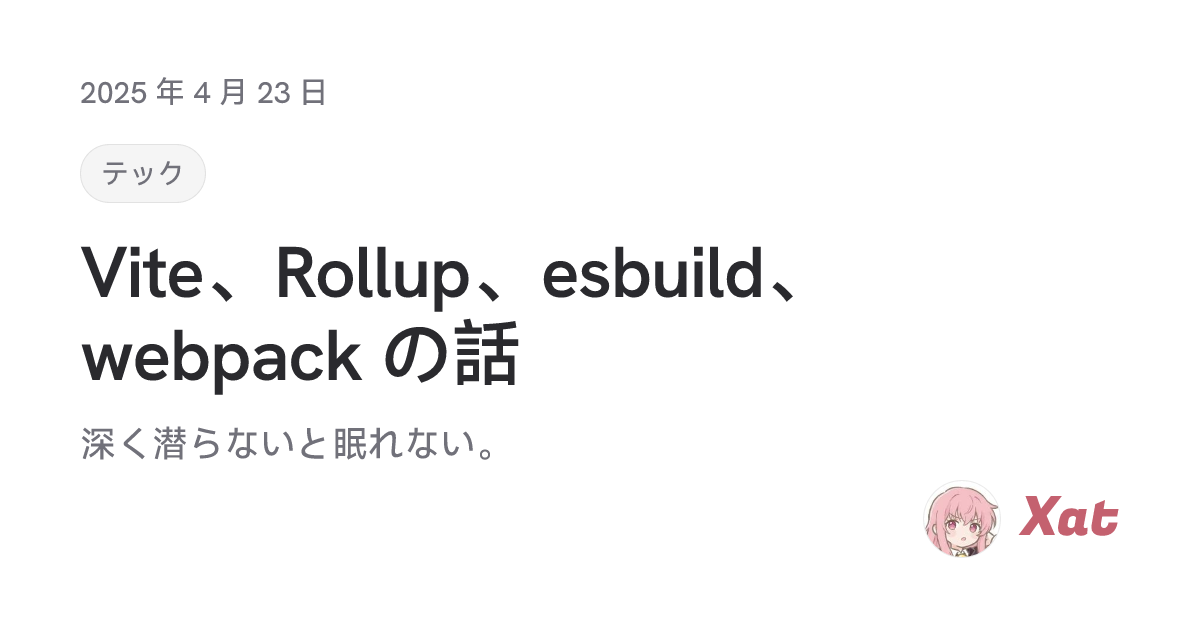 2025 年 4 月 23 日
テック
Vite、Rollup、esbuild、
webpack の話
深く潜らないと眠れない。
Xat